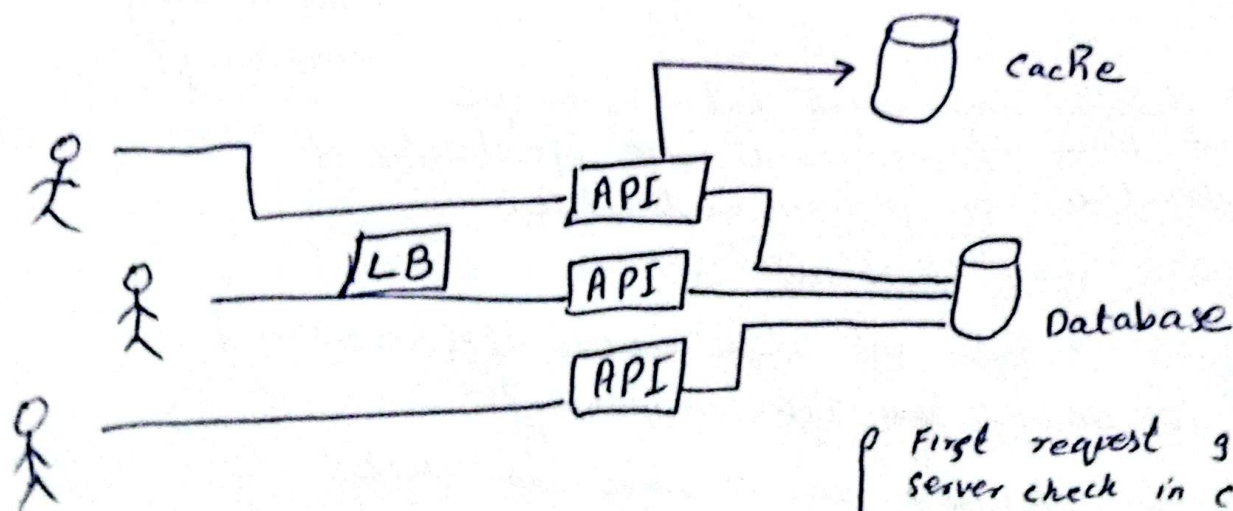 Cache
API
LB
API
Database
API
First request
server check in